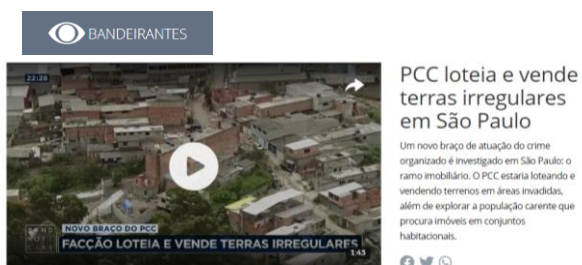 BANDEIRANTES
22:28
PCC loteia e vende
terras irregulares
em São Paulo
Um novo braço de atuação do crime
organizado é investigado em São Paulo: o
ramo imobiliário. O PCC estaria loteando e
vendendo terrenos em áreas invadidas,
além de explorar a população carente que
procura imóveis em conjuntos
habitacionais.
NOVO BRAÇO DO PCC
FACÇÃO LOTEIA E VENDE TERRAS IRREGULARES
1:45